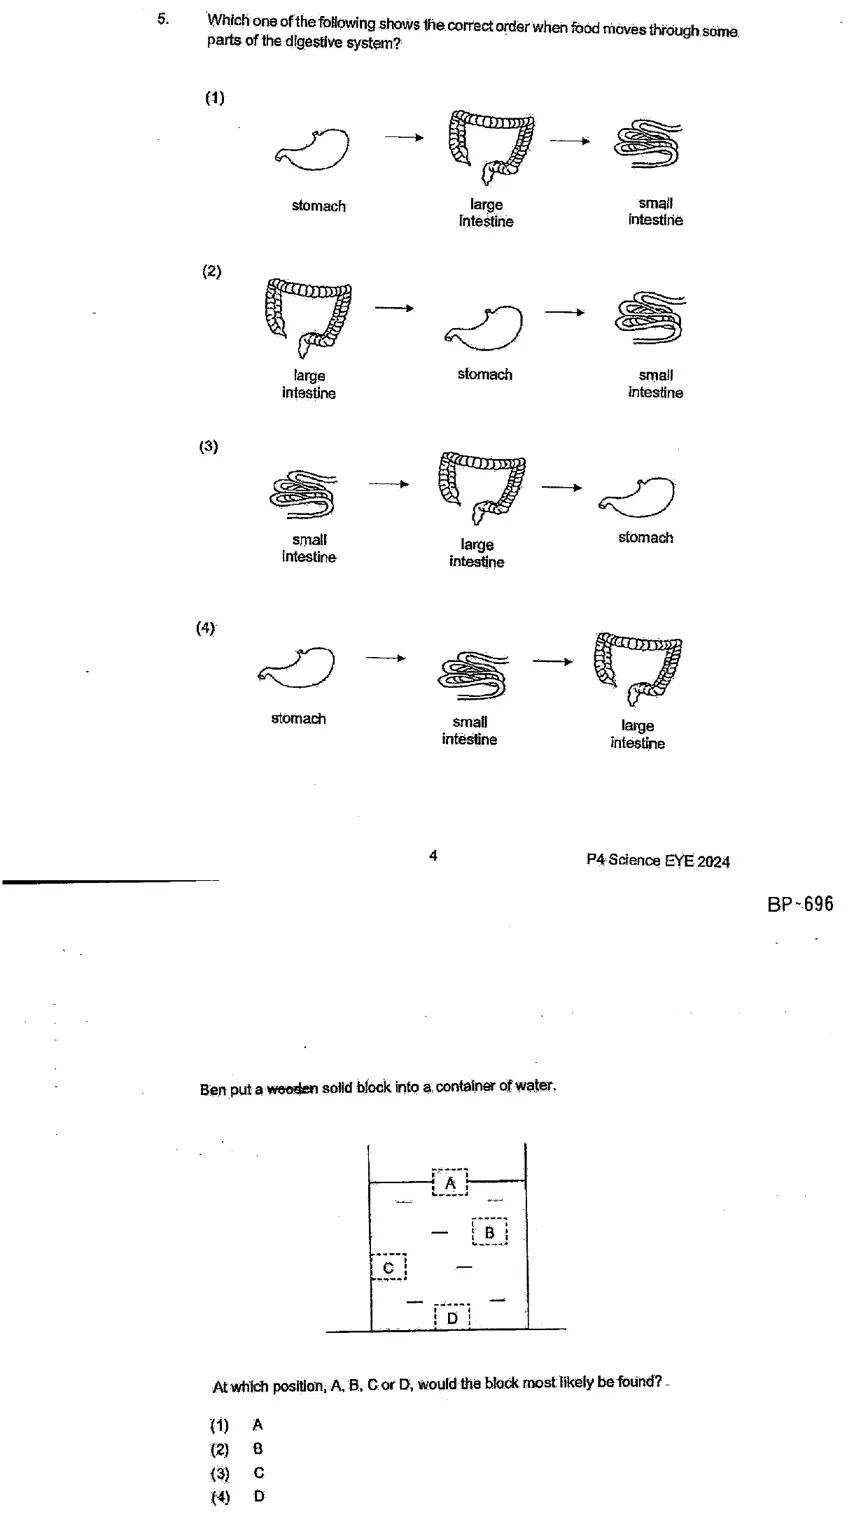 5. Which one of the following shows the correct order when food moves through some
parts of the digestive system?
(1)
stomach large intestine small intestine
(2)
large intestine stomach small intestine
(3)
small intestine large intestine stomach
(4)
stomach small intestine large intestine
4 P4 Science EYE 2024
BP-696
Ben put a wooden solid block into a container of water.
A
B
C
D
At which position, A, B, C or D, would the block most likely be found?
(1) A
(2) B
(3) C
(4) D